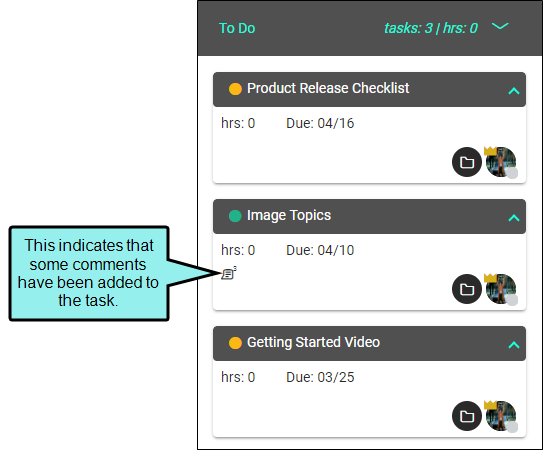 To Do tasks: 3 | hrs: 0
Product Release Checklist
hrs: 0 Due: 04/16
Image Topics
hrs: 0 Due: 04/10
3
This indicates that
some comments
have been added to
the task.
Getting Started Video
hrs: 0 Due: 03/25